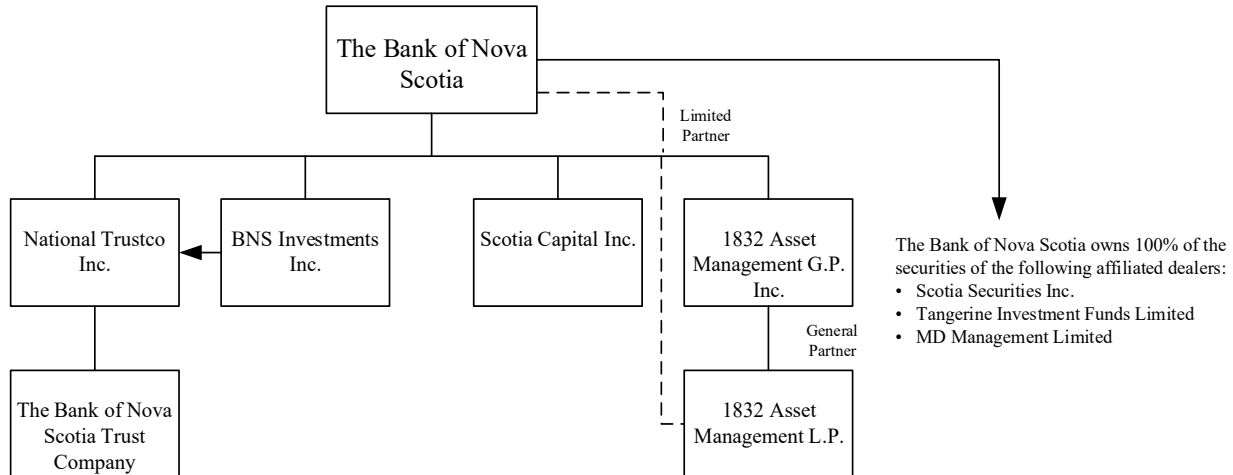 The Bank of Nova
Scotia
Limited
Partner
National Trustco
Inc.
BNS Investments
Inc.
Scotia Capital Inc.
1832 Asset
Management G.P.
Inc.
The Bank of Nova Scotia owns 100% of the
securities of the following affiliated dealers:
• Scotia Securities Inc.
• Tangerine Investment Funds Limited
• MD Management Limited
General
Partner
The Bank of Nova
Scotia Trust
Company
1832 Asset
Management L.P.